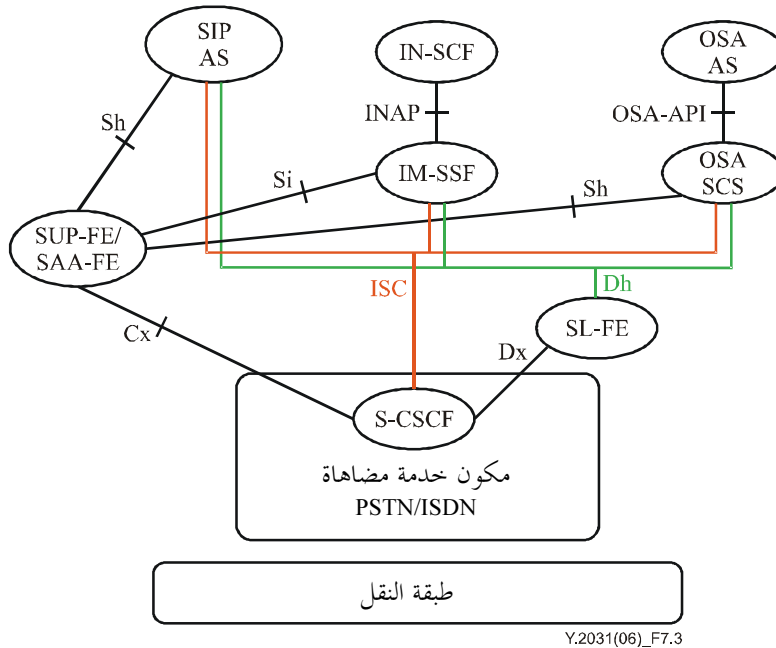 SIP
AS
IN-SCF
OSA
AS
INAP
OSA-API
Sh
IM-SSF
OSA
SCS
Si
Sh
SUP-FE/
SAA-FE
ISC
Dh
SL-FE
Cx
Dx
S-CSCF
مكون خدمة مضاهاة
PSTN/ISDN
طبقة النقل
Y.2031(06)_F7.3